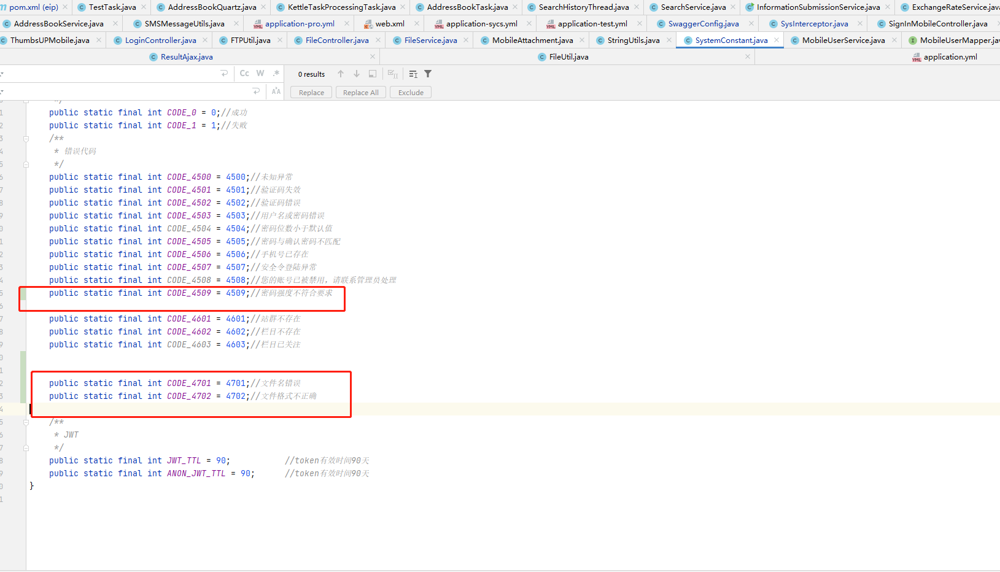 pom.xml (eip) TestTask.java AddressBookQuartz.java KettleTaskProcessingTask.java AddressBookTask.java SearchHistoryThread.java SearchService.java InformationSubmissionService.java ExchangeRateService.java
AddressBookService.java SMSMessageUtils.java application-pro.yml web.xml application-sycs.yml application-test.yml SwaggerConfig.java SysInterceptor.java SignInMobileController.java
ThumbsUPMobile.java LoginController.java FTPUtil.java FileController.java FileService.java MobileAttachment.java StringUtils.java SystemConstant.java MobileUserService.java MobileUserMapper.java
ResultAjax.java FileUtil.java application.yml
Cc W .* 0 results
Replace Replace All Exclude
*/
public static final int CODE_0 = 0;//成功
public static final int CODE_1 = 1;//失败
/**
* 错误代码
*/
public static final int CODE_4500 = 4500;//未知异常
public static final int CODE_4501 = 4501;//验证码失效
public static final int CODE_4502 = 4502;//验证码错误
public static final int CODE_4503 = 4503;//用户名或密码错误
public static final int CODE_4504 = 4504;//密码位数小于默认值
public static final int CODE_4505 = 4505;//密码与确认密码不匹配
public static final int CODE_4506 = 4506;//手机号已存在
public static final int CODE_4507 = 4507;//安全令登陆异常
public static final int CODE_4508 = 4508;//您的账号已被禁用，请联系管理员处理
public static final int CODE_4509 = 4509;//密码强度不符合要求
public static final int CODE_4601 = 4601;//站群不存在
public static final int CODE_4602 = 4602;//栏目不存在
public static final int CODE_4603 = 4603;//栏目已关注
public static final int CODE_4701 = 4701;//文件名错误
public static final int CODE_4702 = 4702;//文件格式不正确
/**
* JWT
*/
public static final int JWT_TTL = 90; //token有效时间90天
public static final int ANON_JWT_TTL = 90; //token有效时间90天
}